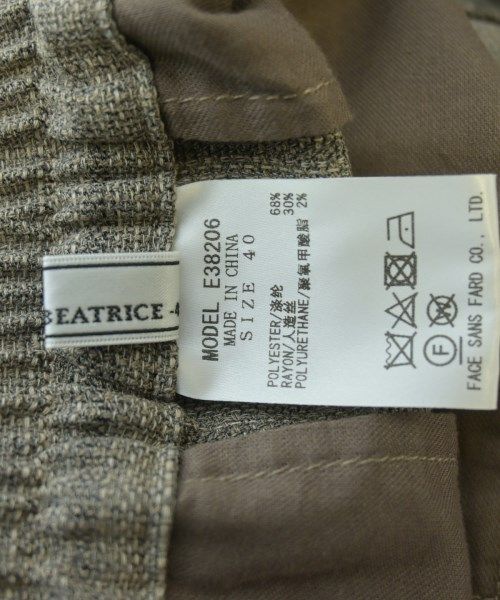 BEATRICE
MODEL E38206
MADE IN CHINA
SIZE 40
POLYESTER/涤纶 68%
RAYON/人造丝 30%
POLYURETHANE/聚氧甲酸脂 2%
F
FACE SANS FARD CO., LTD.